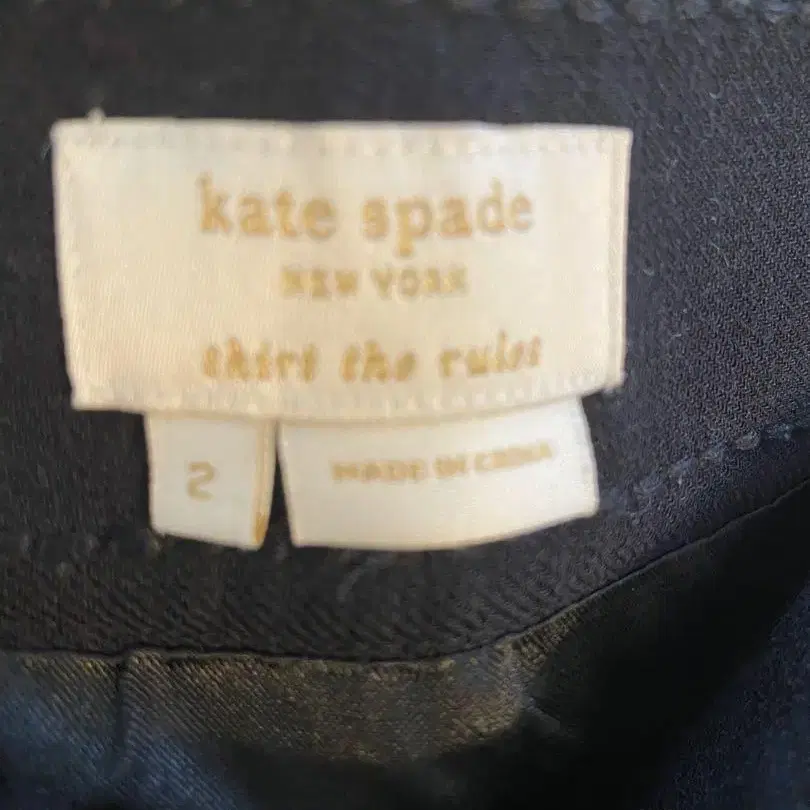 kate spade
NEW YORK
skirt the rules
2
MADE IN CHINA